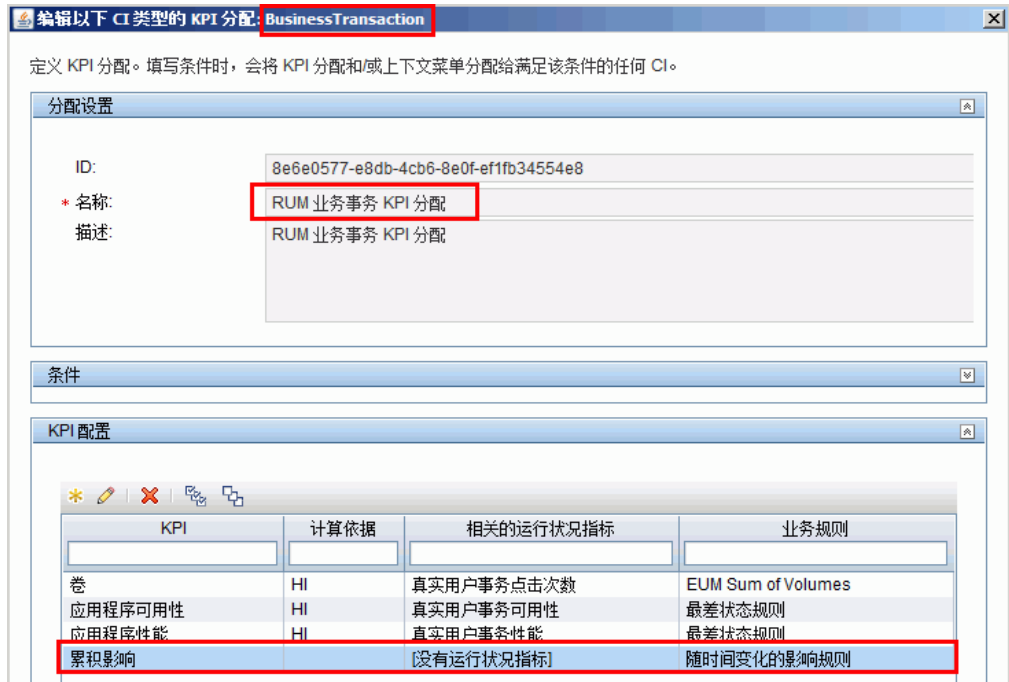 编辑以下 CI 类型的 KPI 分配: BusinessTransaction
定义 KPI 分配。填写条件时，会将 KPI 分配和/或上下文菜单分配给满足该条件的任何 CI。
分配设置
ID: 8e6e0577-e8db-4cb6-8e0f-ef1fb34554e8
* 名称: RUM 业务事务 KPI 分配
描述: RUM 业务事务 KPI 分配
条件
KPI 配置
KPI 计算依据 相关的运行状况指标 业务规则
卷 HI 真实用户事务点击次数 EUM Sum of Volumes
应用程序可用性 HI 真实用户事务可用性 最差状态规则
应用程序性能 HI 真实用户事务性能 最差状态规则
累积影响 [没有运行状况指标] 随时间变化的影响规则